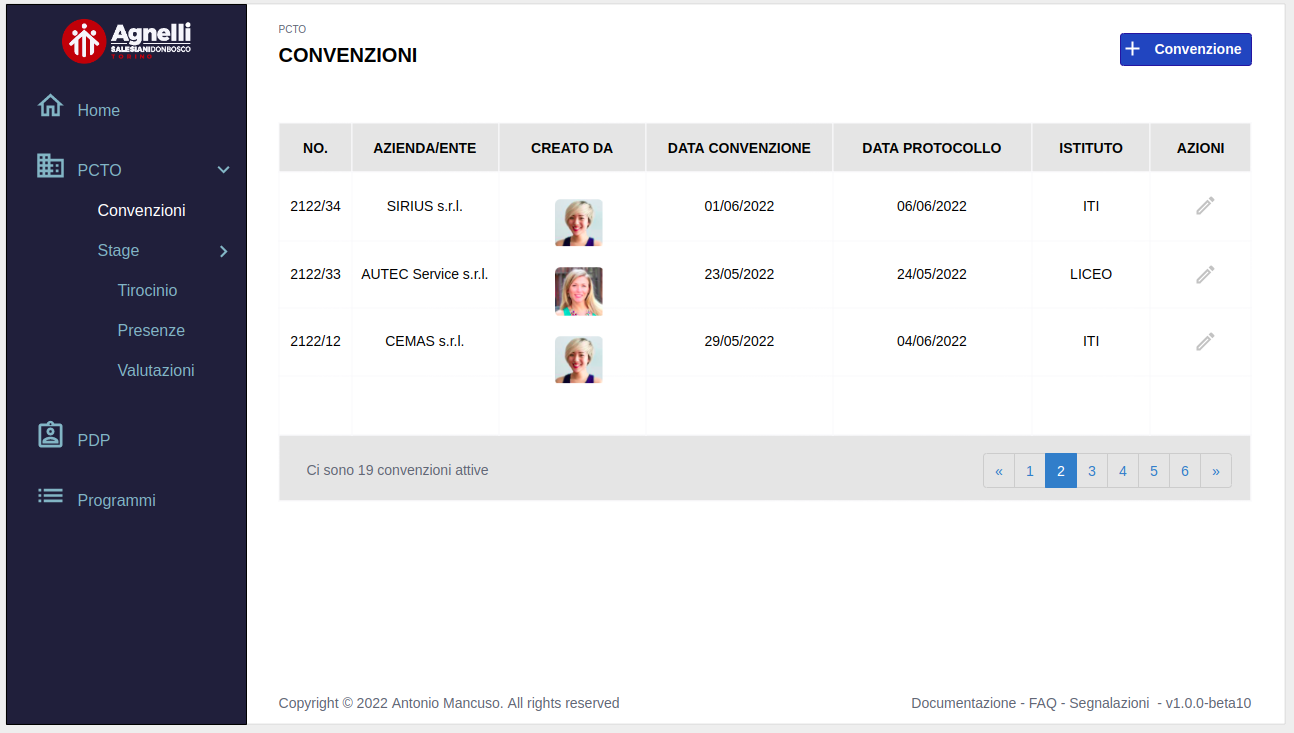 Agnelli
SALESIANIDONBOSCO
TORINO
Home
PCTO
Convenzioni
Stage
Tirocinio
Presenze
Valutazioni
PDP
Programmi
PCTO
CONVENZIONI
Convenzione
NO. AZIENDA/ENTE CREATO DA DATA CONVENZIONE DATA PROTOCOLLO ISTITUTO AZIONI
2122/34 SIRIUS s.r.l. 01/06/2022 06/06/2022 ITI
2122/33 AUTEC Service s.r.l. 23/05/2022 24/05/2022 LICEO
2122/12 CEMAS s.r.l. 29/05/2022 04/06/2022 ITI
Ci sono 19 convenzioni attive « 1 2 3 4 5 6 »
Copyright © 2022 Antonio Mancuso. All rights reserved Documentazione - FAQ - Segnalazioni - v1.0.0-beta10